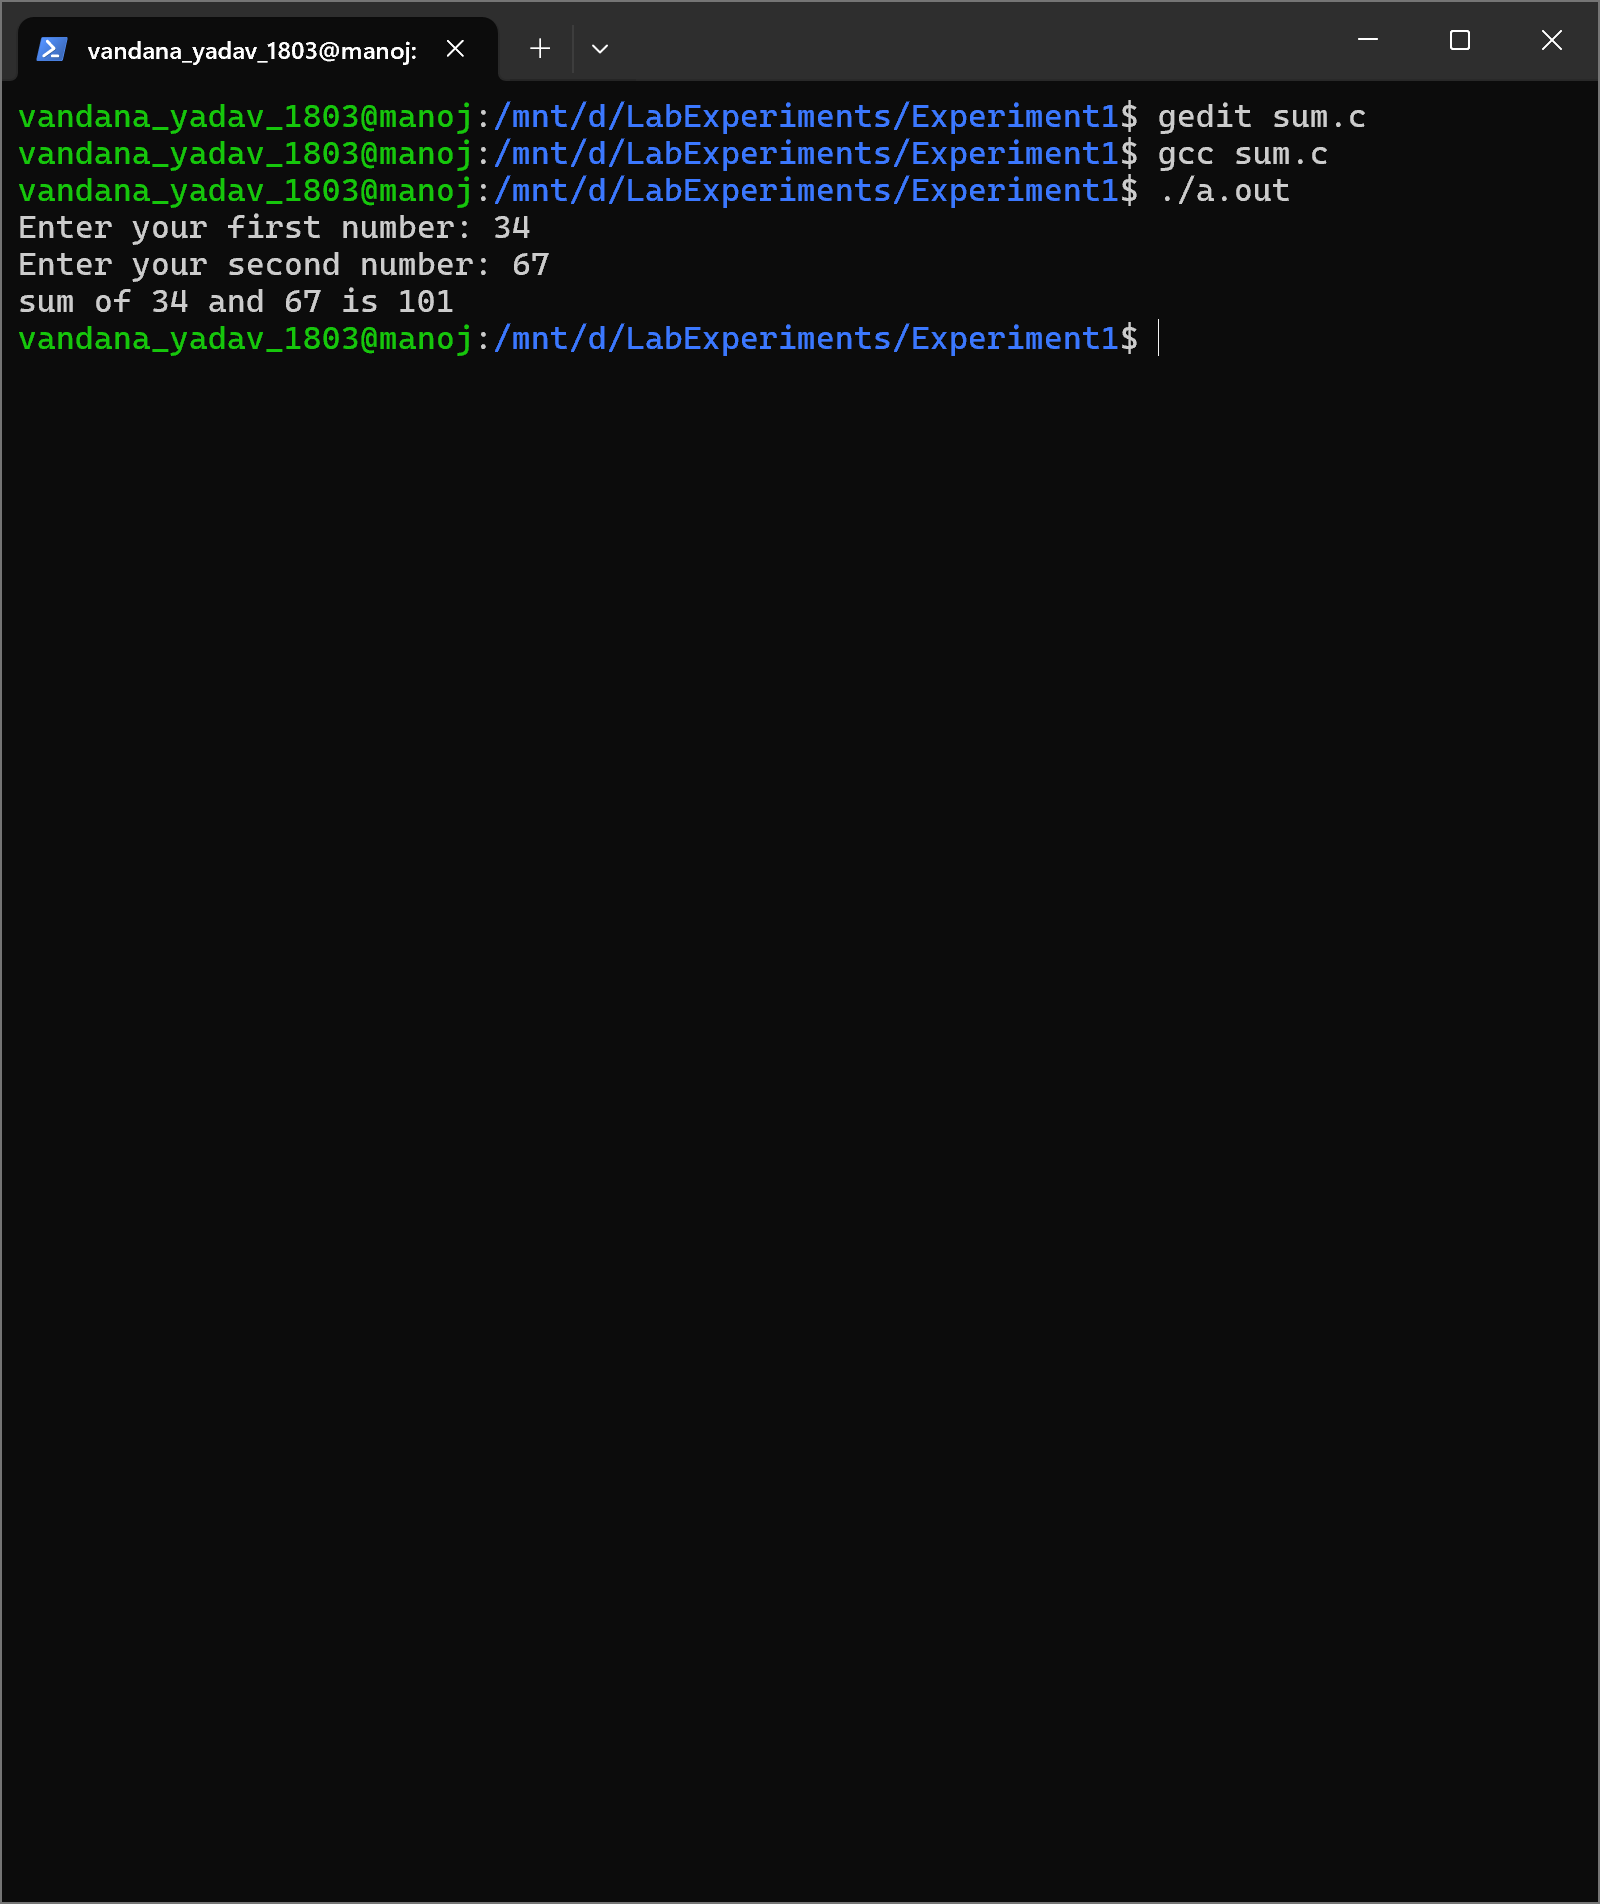 vandana_yadav_1803@manoj:
vandana_yadav_1803@manoj:/mnt/d/LabExperiments/Experiment1$ gedit sum.c
vandana_yadav_1803@manoj:/mnt/d/LabExperiments/Experiment1$ gcc sum.c
vandana_yadav_1803@manoj:/mnt/d/LabExperiments/Experiment1$ ./a.out
Enter your first number: 34
Enter your second number: 67
sum of 34 and 67 is 101
vandana_yadav_1803@manoj:/mnt/d/LabExperiments/Experiment1$